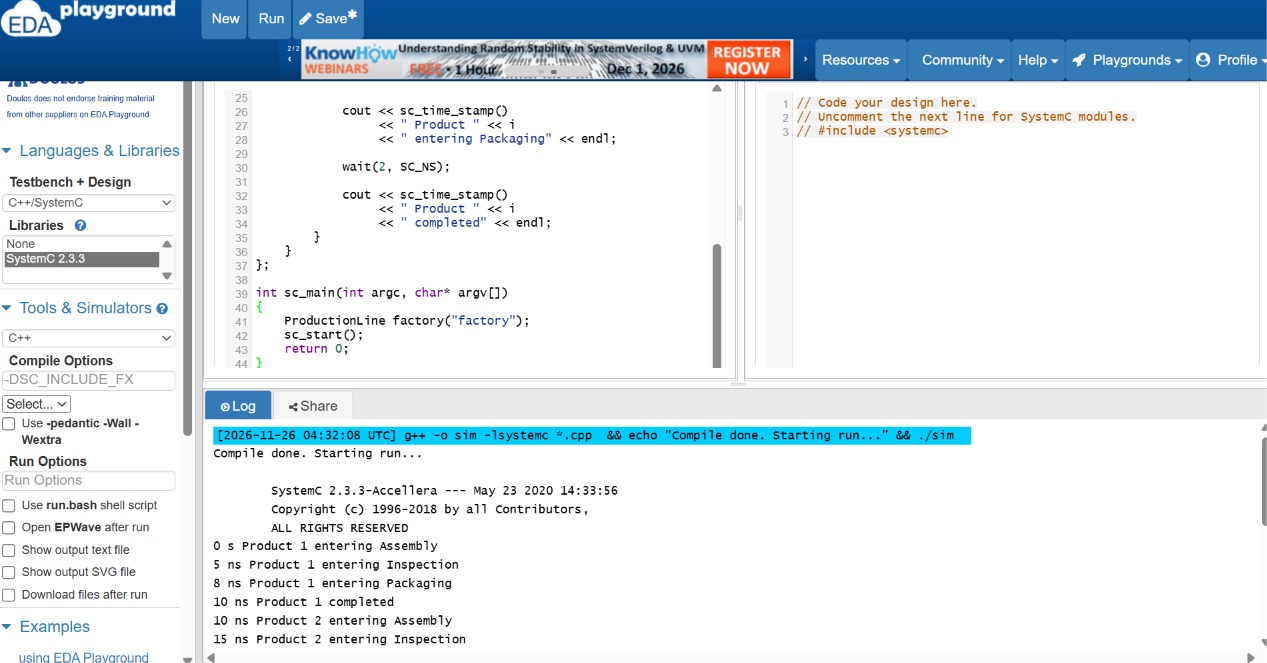 EDA playground
New
Run
Save*
2/2
KnowHow
WEBINARS
Understanding Random Stability in SystemVerilog & UVM
FREE • 1 Hour
Dec 1, 2026
REGISTER
NOW
Resources
Community
Help
Playgrounds
Profile
DOULOS
Doulos does not endorse training material
from other suppliers on EDA Playground.
Languages & Libraries
Testbench + Design
C++/SystemC
Libraries
None
SystemC 2.3.3
Tools & Simulators
C++
Compile Options
-DSC_INCLUDE_FX
Select...
Use -pedantic -Wall -
Wextra
Run Options
Run Options
Use run.bash shell script
Open EPWave after run
Show output text file
Show output SVG file
Download files after run
Examples
using EDA Playground
25
26 cout << sc_time_stamp()
27 << " Product " << i
28 << " entering Packaging" << endl;
29
30 wait(2, SC_NS);
31
32 cout << sc_time_stamp()
33 << " Product " << i
34 << " completed" << endl;
35 }
36 }
37 };
38
39 int sc_main(int argc, char* argv[])
40 {
41 ProductionLine factory("factory");
42 sc_start();
43 return 0;
44 }
1 // Code your design here.
2 // Uncomment the next line for SystemC modules.
3 // #include <systemc>
Log
Share
[2026-11-26 04:32:08 UTC] g++ -o sim -lsystemc *.cpp && echo "Compile done. Starting run..." && ./sim
Compile done. Starting run...
SystemC 2.3.3-Accellera --- May 23 2020 14:33:56
Copyright (c) 1996-2018 by all Contributors,
ALL RIGHTS RESERVED
0 s Product 1 entering Assembly
5 ns Product 1 entering Inspection
8 ns Product 1 entering Packaging
10 ns Product 1 completed
10 ns Product 2 entering Assembly
15 ns Product 2 entering Inspection